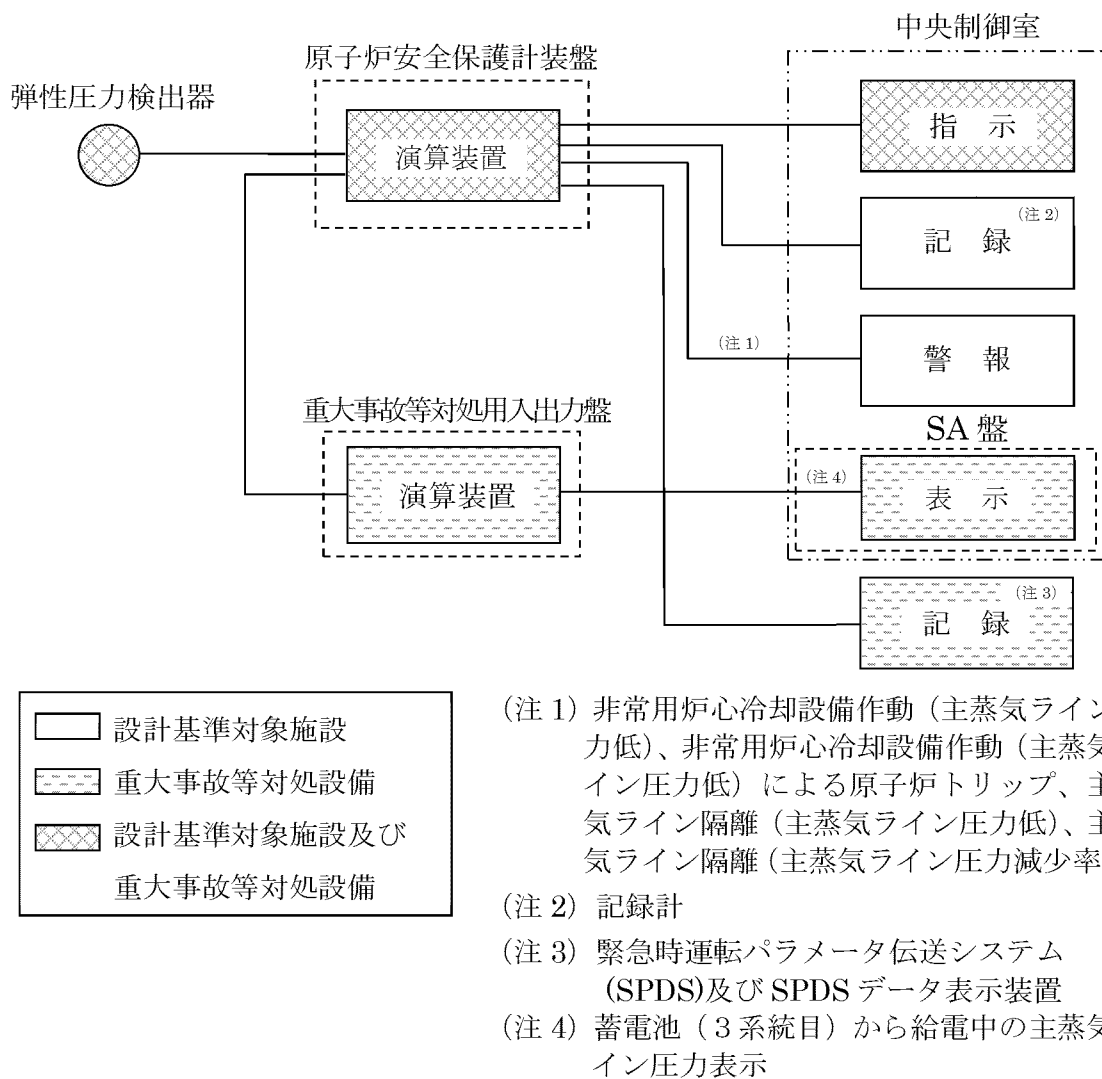 中央制御室
原子炉安全保護計装盤
弾性圧力検出器
演算装置
指 示
記 録
(注2)
警 報
(注1)
重大事故等対処用入出力盤
SA盤
演算装置
(注4)
表 示
記 録
(注3)
設計基準対象施設
重大事故等対処設備
設計基準対象施設及び
重大事故等対処設備
(注1) 非常用炉心冷却設備作動(主蒸気ライン
力低)、非常用炉心冷却設備作動(主蒸気
イン圧力低)による原子炉トリップ、主
気ライン隔離(主蒸気ライン圧力低)、主
気ライン隔離(主蒸気ライン圧力減少率
(注2) 記録計
(注3) 緊急時運転パラメータ伝送システム
(SPDS)及びSPDSデータ表示装置
(注4) 蓄電池(3系統目)から給電中の主蒸気
イン圧力表示